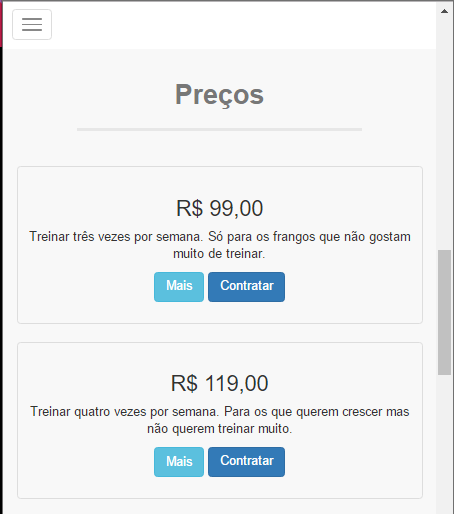 Preços
R$ 99,00
Treinar três vezes por semana. Só para os frangos que não gostam
muito de treinar.
Mais Contratar
R$ 119,00
Treinar quatro vezes por semana. Para os que querem crescer mas
não querem treinar muito.
Mais Contratar